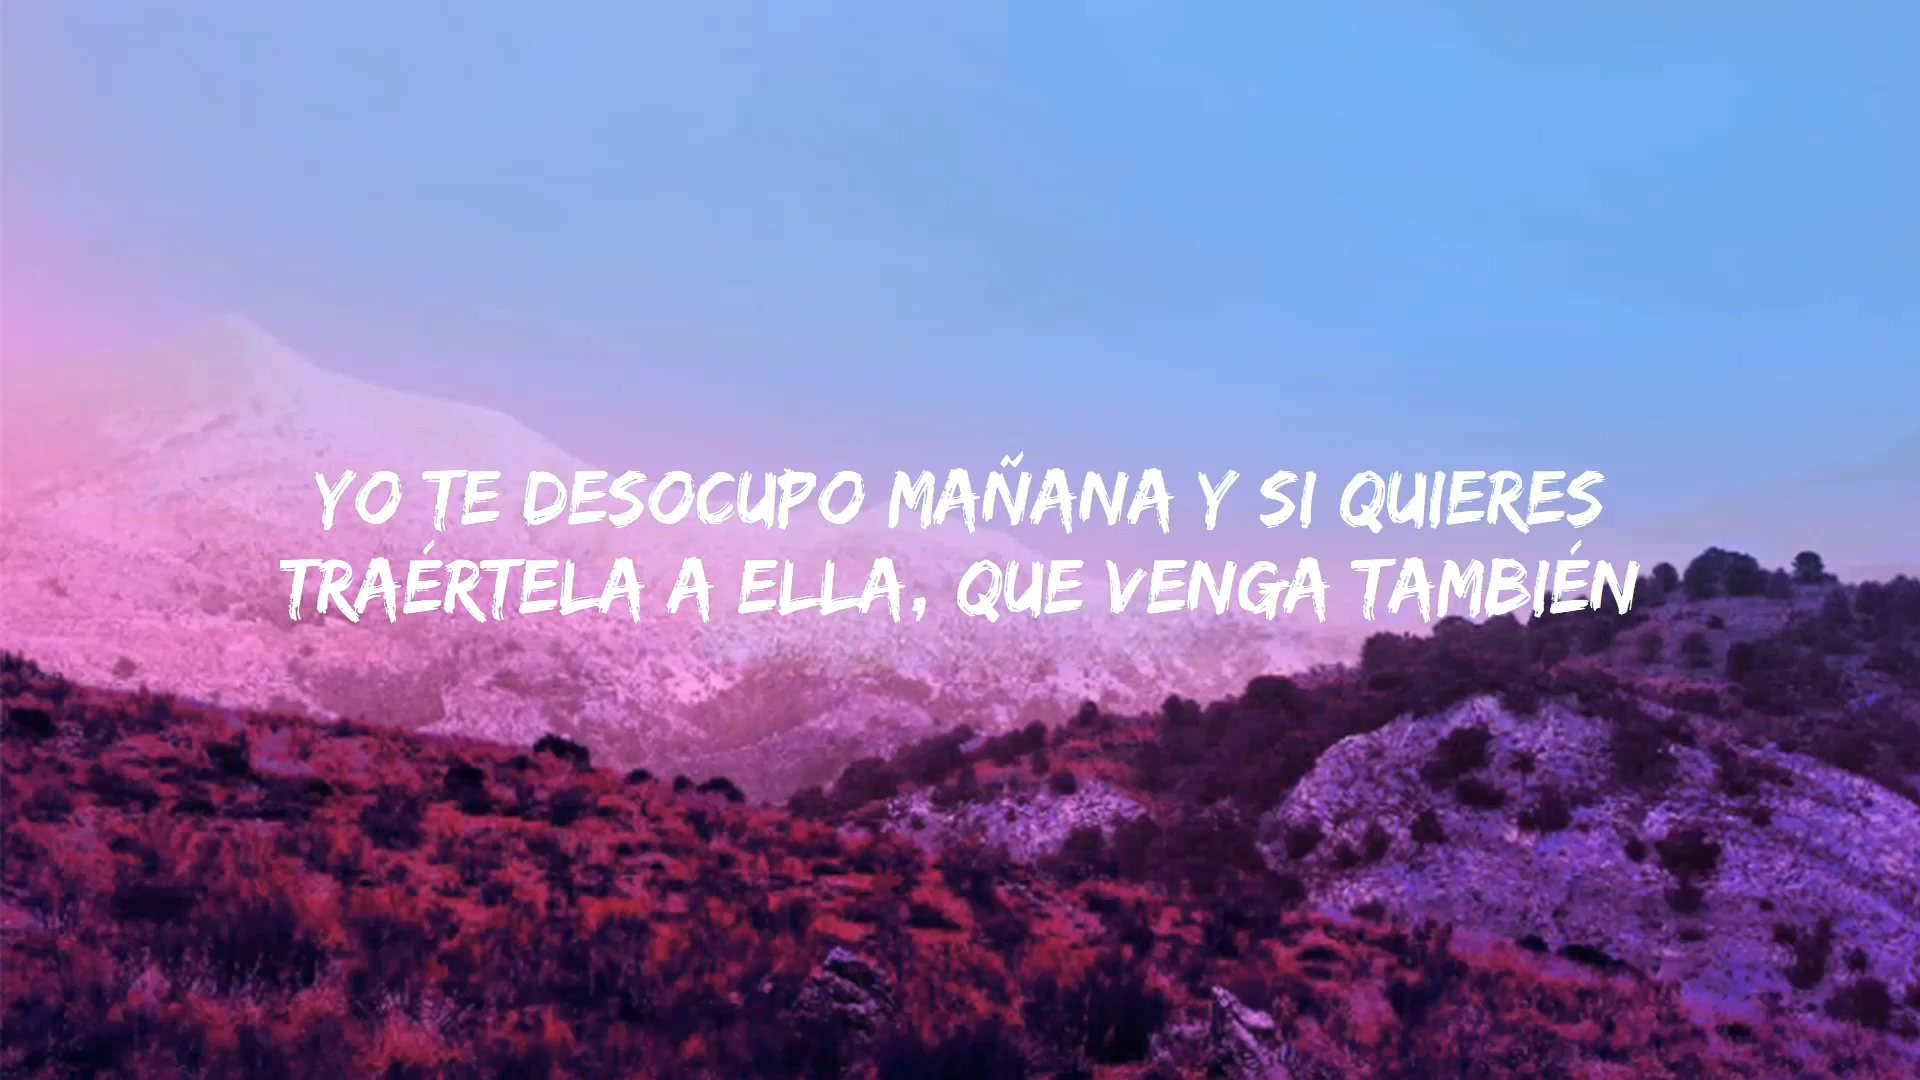 YO TE DESOCUPO MAÑANA Y SI QUIERES
TRAÉRTELA A ELLA, QUE VENGA TAMBIÉN